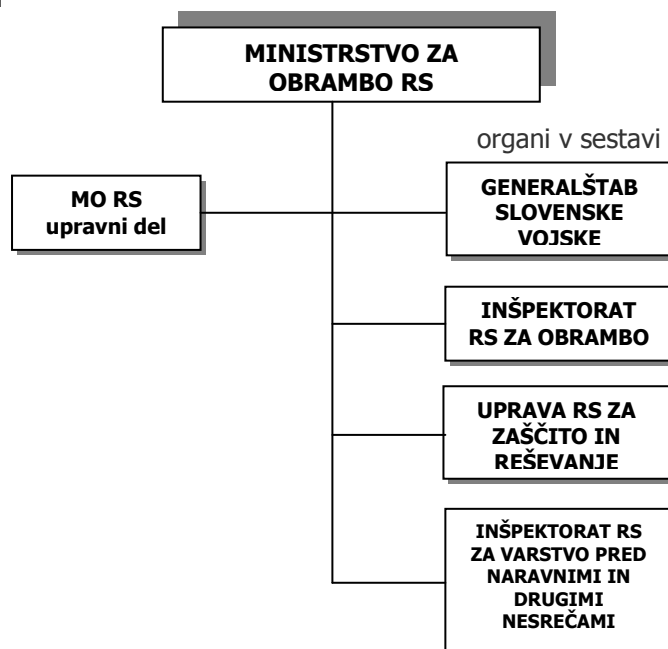 MINISTRSTVO ZA
OBRAMBO RS
organi v sestavi
MO RS
upravni del
GENERALŠTAB
SLOVENSKE
VOJSKE
INŠPEKTORAT
RS ZA OBRAMBO
UPRAVA RS ZA
ZAŠČITO IN
REŠEVANJE
INŠPEKTORAT RS
ZA VARSTVO PRED
NARAVNIMI IN
DRUGIMI
NESREČAMI